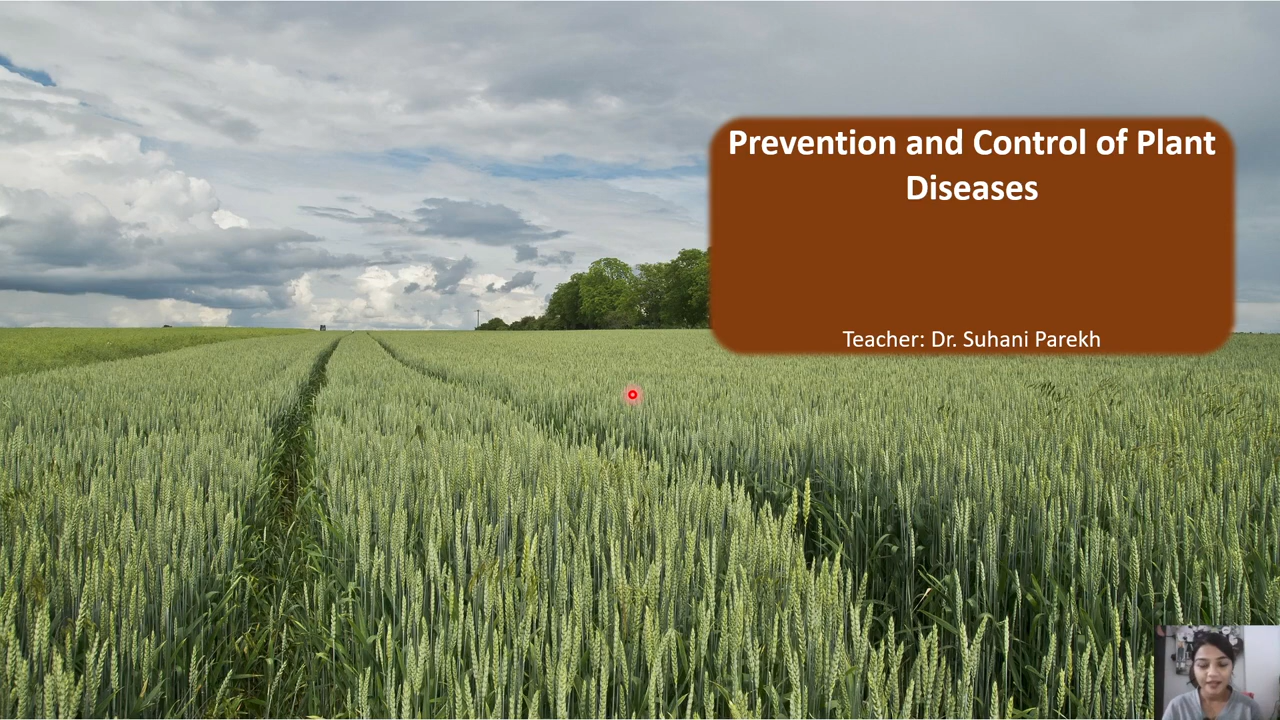 Prevention and Control of Plant
Diseases
Teacher: Dr. Suhani Parekh